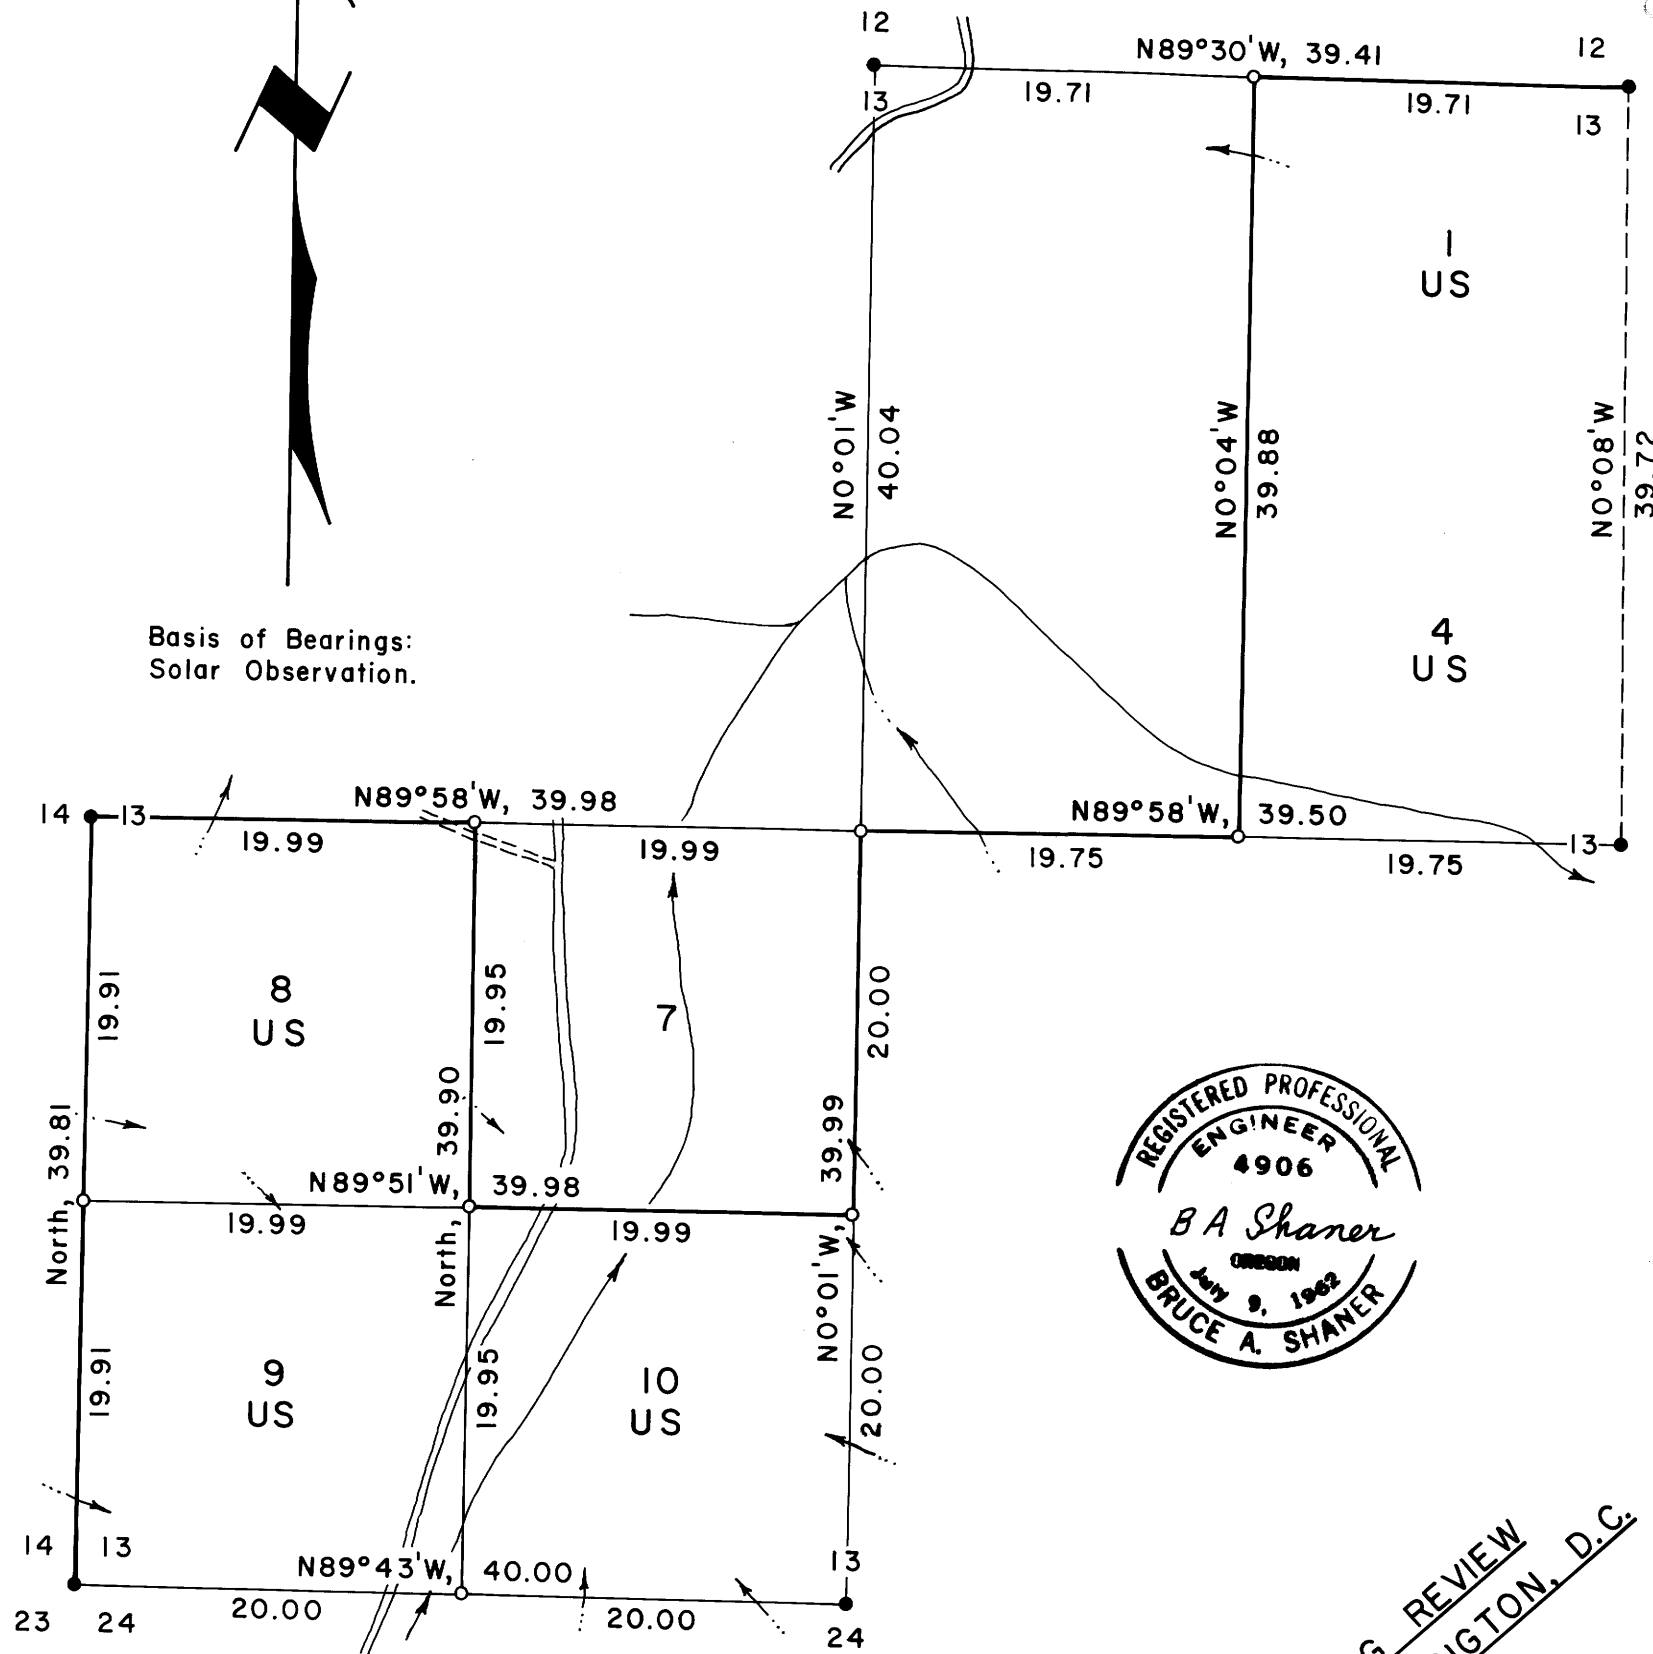 12
N89°30'W, 39.41
12
13
19.71
19.71
13
1
US
N0°01'W
40.04
N0°04'W
39.88
N0°08'W
39.72
4
US
Basis of Bearings:
Solar Observation.
14
13
N89°58'W, 39.98
19.99
19.99
N89°58'W, 39.50
19.75
19.75
13
19.91
8
US
19.95
7
20.00
North, 39.81
North, 39.90
N0°01'W, 39.99
N89°51'W, 39.98
19.99
19.99
19.91
9
US
19.95
10
US
20.00
14
13
N89°43'W, 40.00
13
23
24
20.00
20.00
24
REGISTERED PROFESSIONAL
ENGINEER
4906
B A Shaner
OREGON
July 9, 1962
BRUCE A. SHANER
REVIEW
NGTON, D.C.